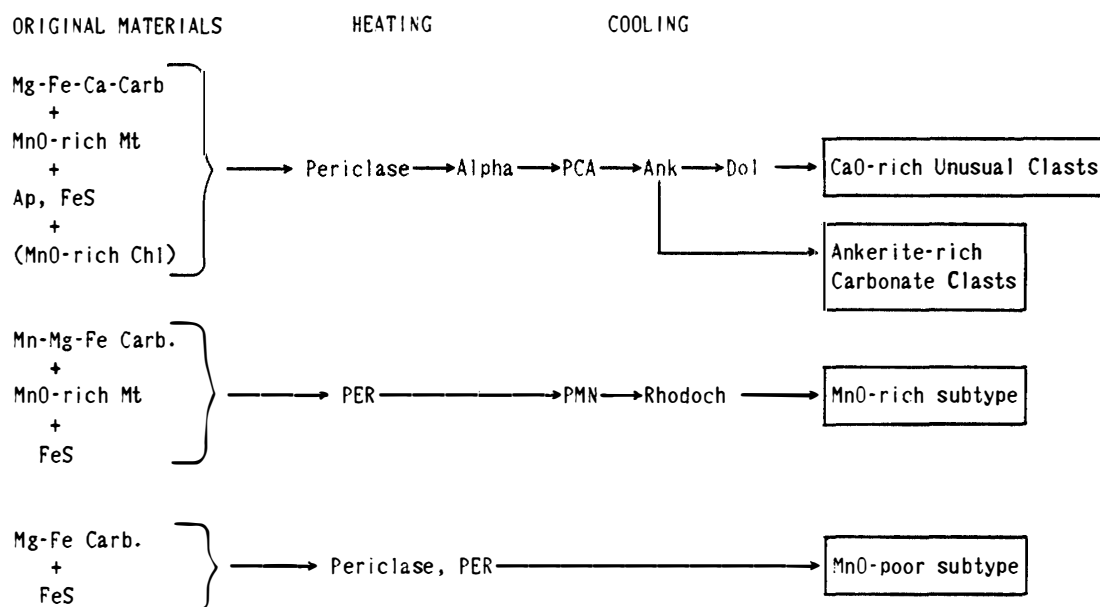 ORIGINAL MATERIALS HEATING COOLING
Mg-Fe-Ca-Carb
+
MnO-rich Mt
+
Ap, FeS
+
(MnO-rich Chl)
Periclase Alpha PCA Ank Dol
CaO-rich Unusual Clasts
Ankerite-rich
Carbonate Clasts
Mn-Mg-Fe Carb.
+
MnO-rich Mt
+
FeS
PER PMN Rhodoch
MnO-rich subtype
Mg-Fe Carb.
+
FeS
Periclase, PER
MnO-poor subtype